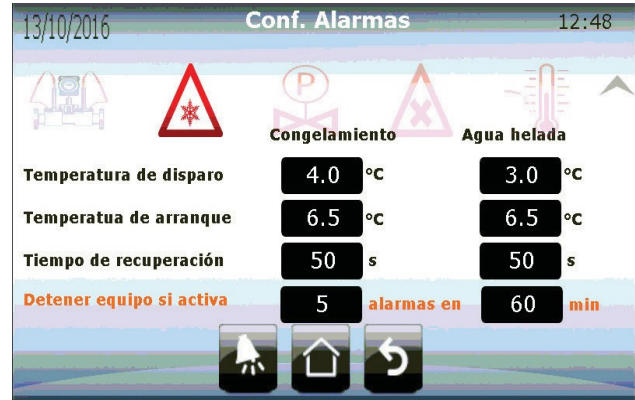 13/10/2016 Conf. Alarmas 12:48
P
Congelamiento Agua helada
Temperatura de disparo 4.0 °C 3.0 °C
Temperatua de arranque 6.5 °C 6.5 °C
Tiempo de recuperación 50 s 50 s
Detener equipo si activa 5 alarmas en 60 min